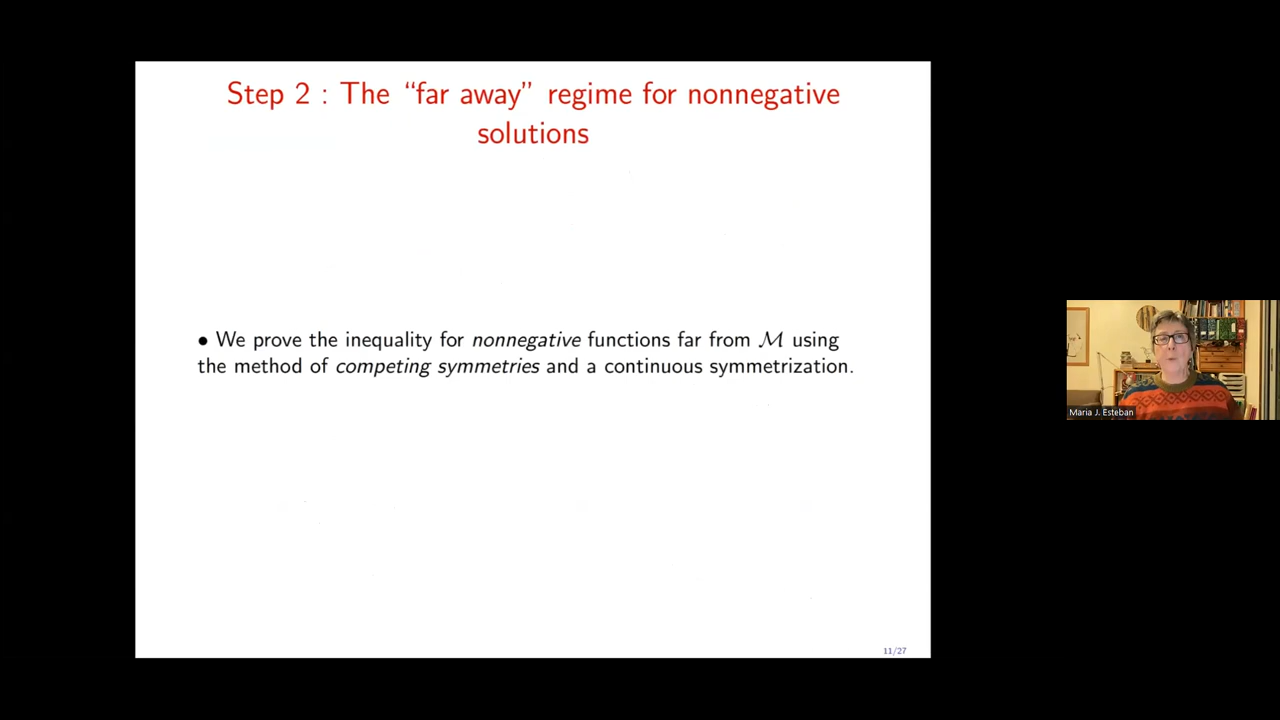 Step 2 : The “far away” regime for nonnegative
solutions
• We prove the inequality for nonnegative functions far from ℳ using
the method of competing symmetries and a continuous symmetrization.
11/27
Maria J. Esteban